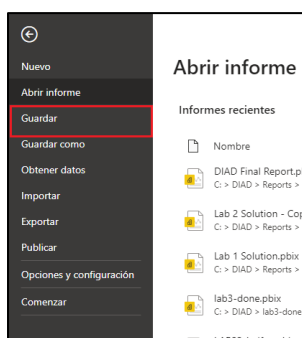 Nuevo
Abrir informe
Guardar
Guardar como
Obtener datos
Importar
Exportar
Publicar
Opciones y configuración
Comenzar
Abrir informe
Informes recientes
Nombre
DIAD Final Report.p
C: > DIAD > Reports >
Lab 2 Solution - Cop
C: > DIAD > Reports >
Lab 1 Solution.pbix
C: > DIAD > Reports >
lab3-done.pbix
C: > DIAD > lab3-done